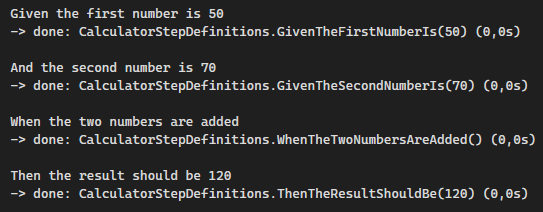 Given the first number is 50
-> done: CalculatorStepDefinitions.GivenTheFirstNumberIs(50) (0,0s)
And the second number is 70
-> done: CalculatorStepDefinitions.GivenTheSecondNumberIs(70) (0,0s)
When the two numbers are added
-> done: CalculatorStepDefinitions.WhenTheTwoNumbersAreAdded() (0,0s)
Then the result should be 120
-> done: CalculatorStepDefinitions.ThenTheResultShouldBe(120) (0,0s)